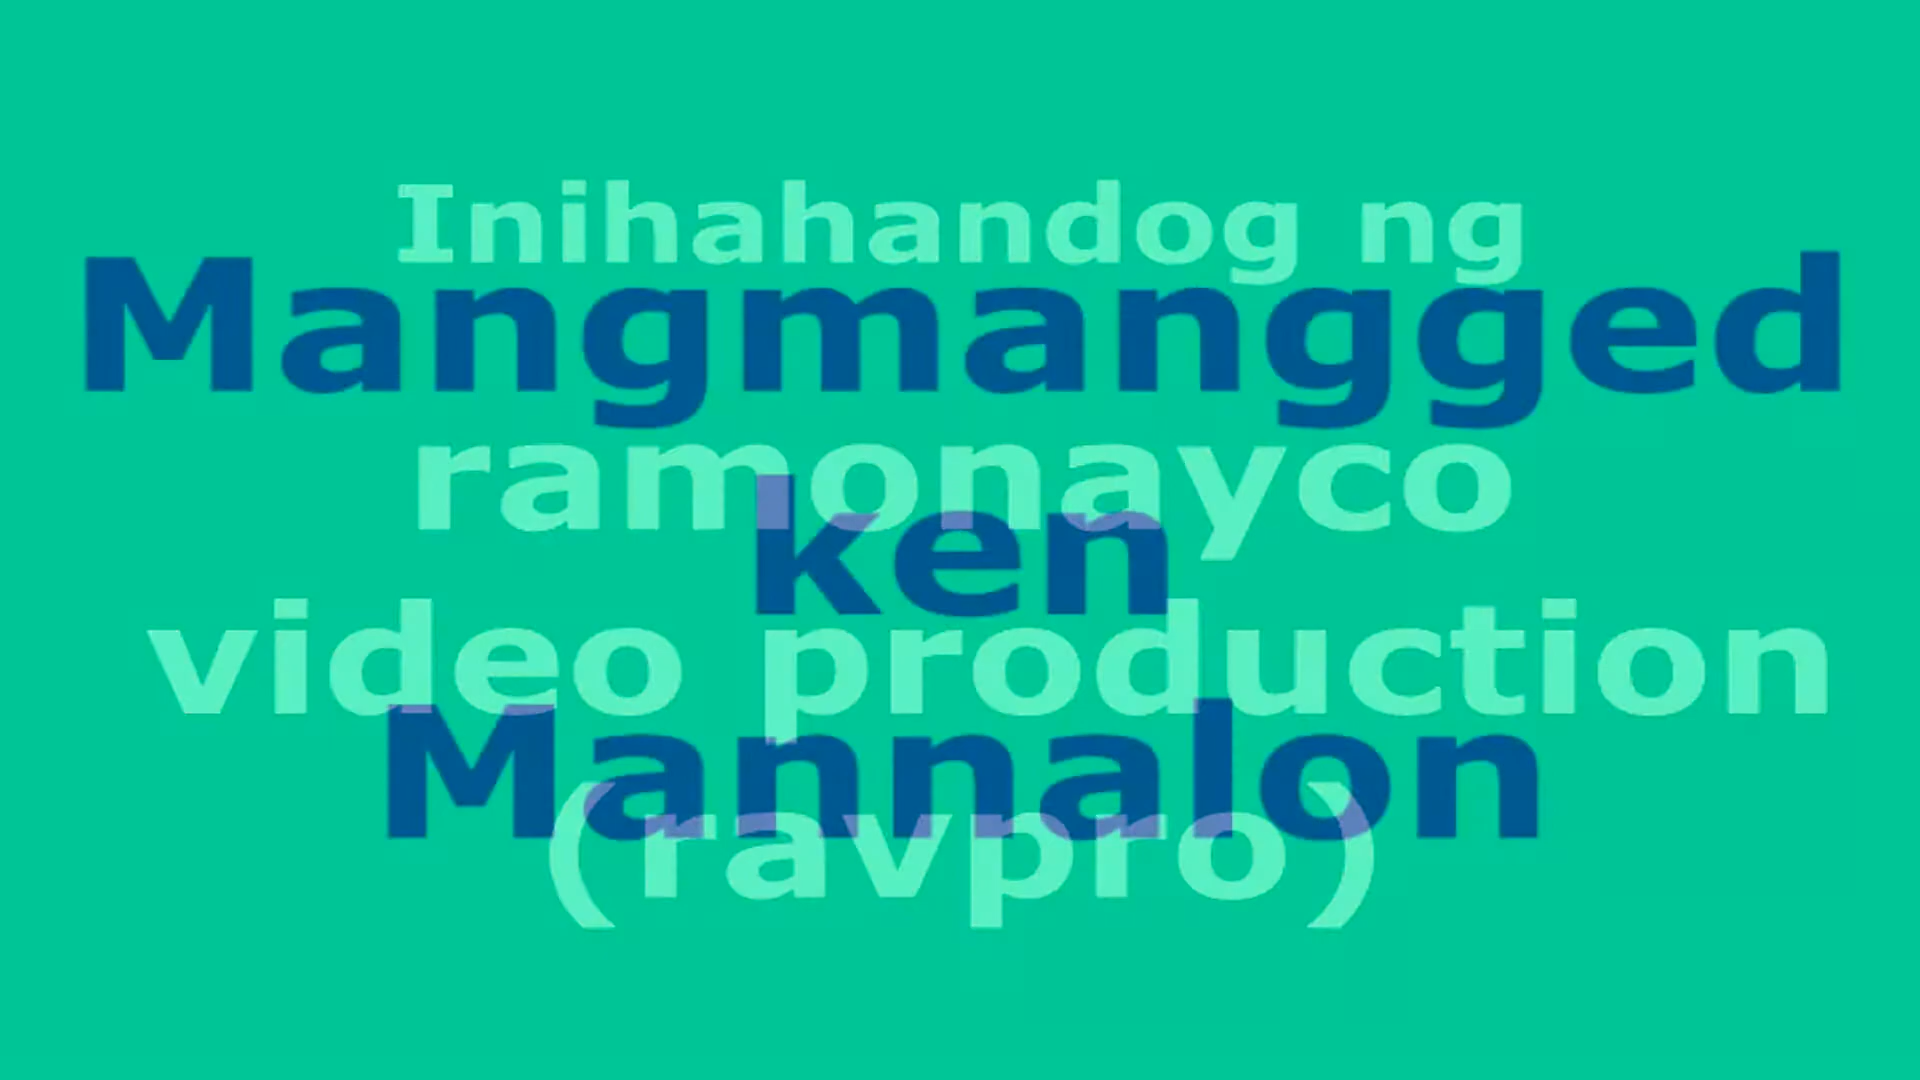 Inihahandog ng
Mangmangged
ramonayco
ken
video production
Mannalon
(ravpro)